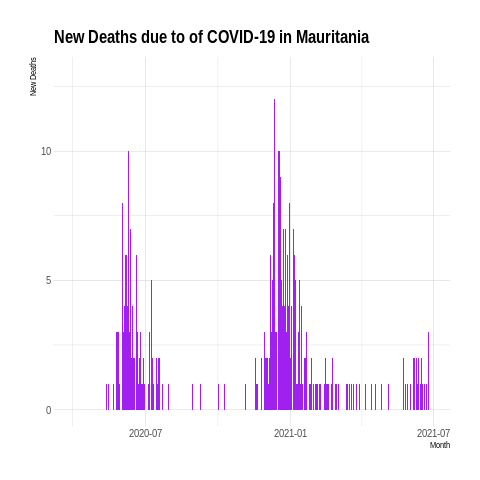 New Deaths due to of COVID-19 in Mauritania
New Deaths
10
5
0
2020-07
2021-01
2021-07
Month